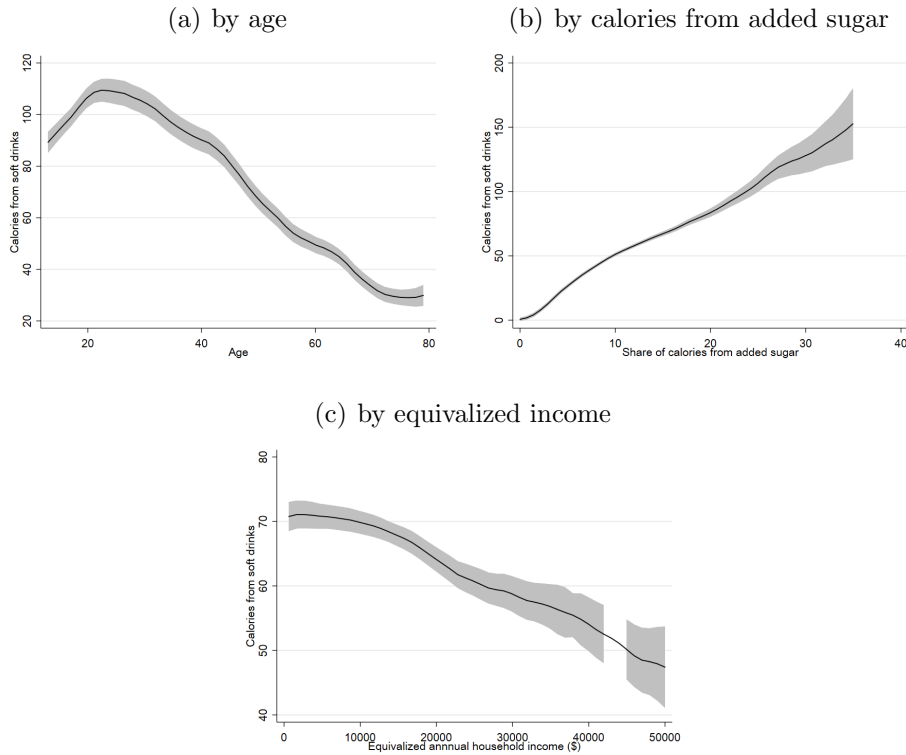 (a) by age
Calories from soft drinks
20 40 60 80 100 120
20 40 60 80
Age
(b) by calories from added sugar
Calories from soft drinks
0 50 100 150 200
0 10 20 30 40
Share of calories from added sugar
(c) by equivalized income
Calories from soft drinks
40 50 60 70 80
0 10000 20000 30000 40000 50000
Equivalized annnual household income ($)